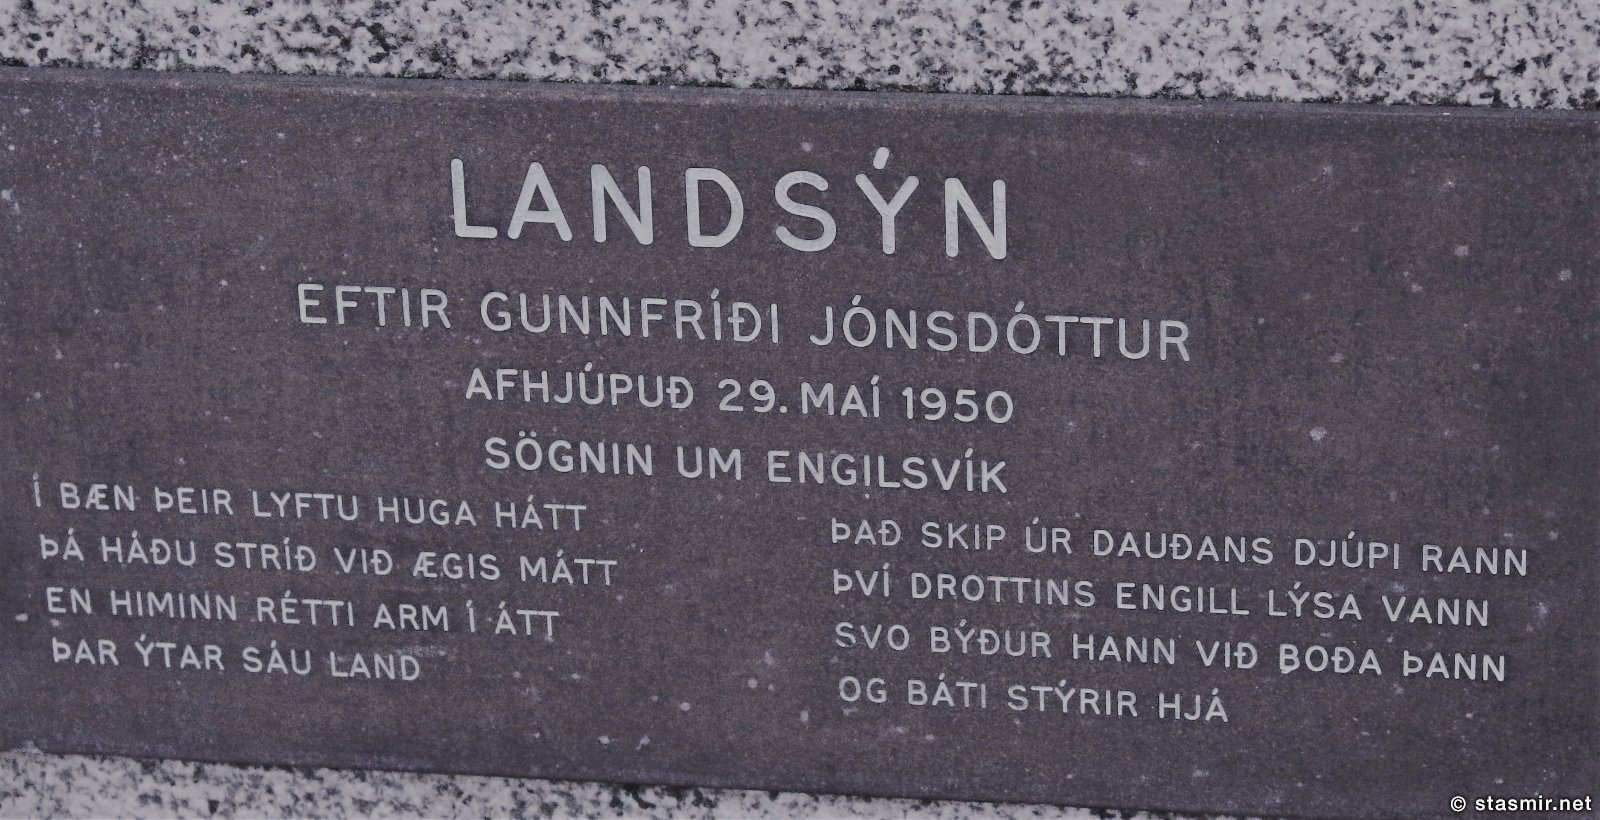 LANDSÝN
EFTIR GUNNFRÍÐI JÓNSDÓTTUR
AFHJÚPUÐ 29. MAÍ 1950
SÖGNIN UM ENGILSVÍK
Í BÆN ÞEIR LYFTU HUGA HÁTT
ÞÁ HÁÐU STRÍÐ VIÐ ÆGIS MÁTT
EN HIMINN RÉTTI ARM Í ÁTT
ÞAR ÝTAR SÁU LAND
ÞAÐ SKIP ÚR DAUÐANS DJÚPI RANN
ÞVÍ DROTTINS ENGILL LÝSA VANN
SVO BÝÐUR HANN VIÐ BOÐA ÞANN
OG BÁTI STÝRIR HJÁ
© stasmir.net